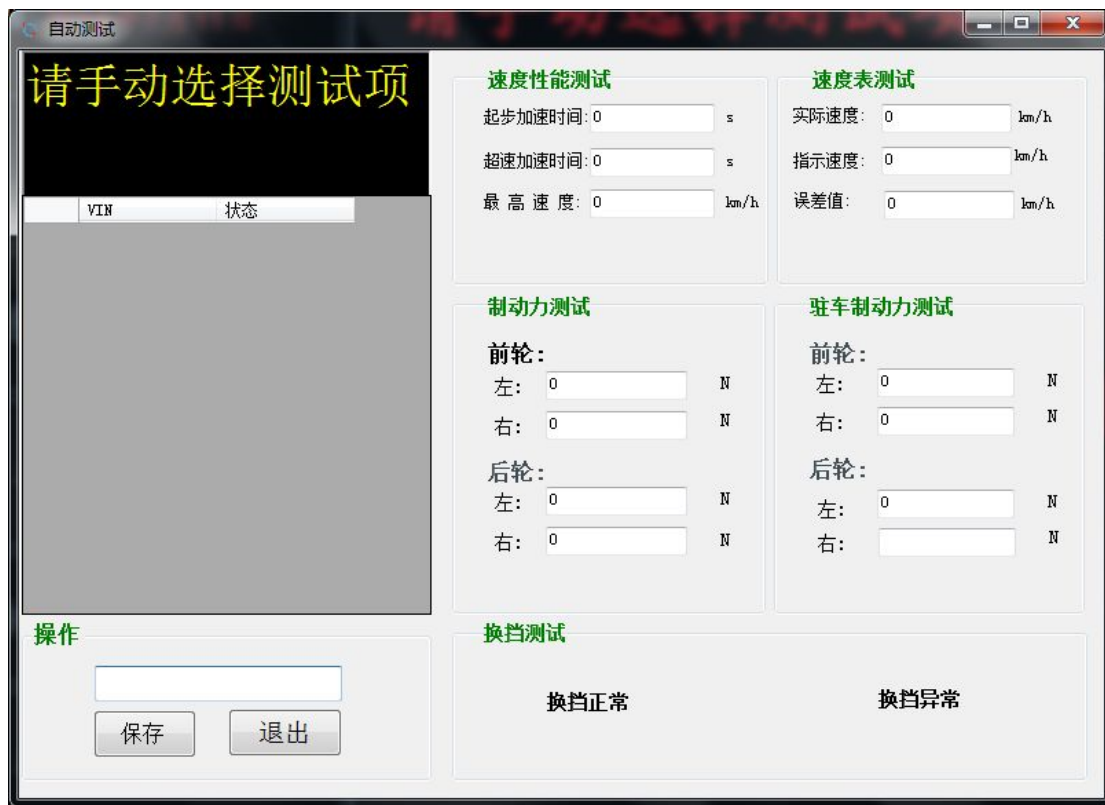 自动测试
请手动选择测试项
VIN 状态
操作
保存 退出
速度性能测试
起步加速时间: 0 s
超速加速时间: 0 s
最 高 速 度: 0 km/h
速度表测试
实际速度: 0 km/h
指示速度: 0 km/h
误差值: 0 km/h
制动力测试
前轮:
左: 0 N
右: 0 N
后轮:
左: 0 N
右: 0 N
驻车制动力测试
前轮:
左: 0 N
右: 0 N
后轮:
左: 0 N
右: N
换挡测试
换挡正常 换挡异常